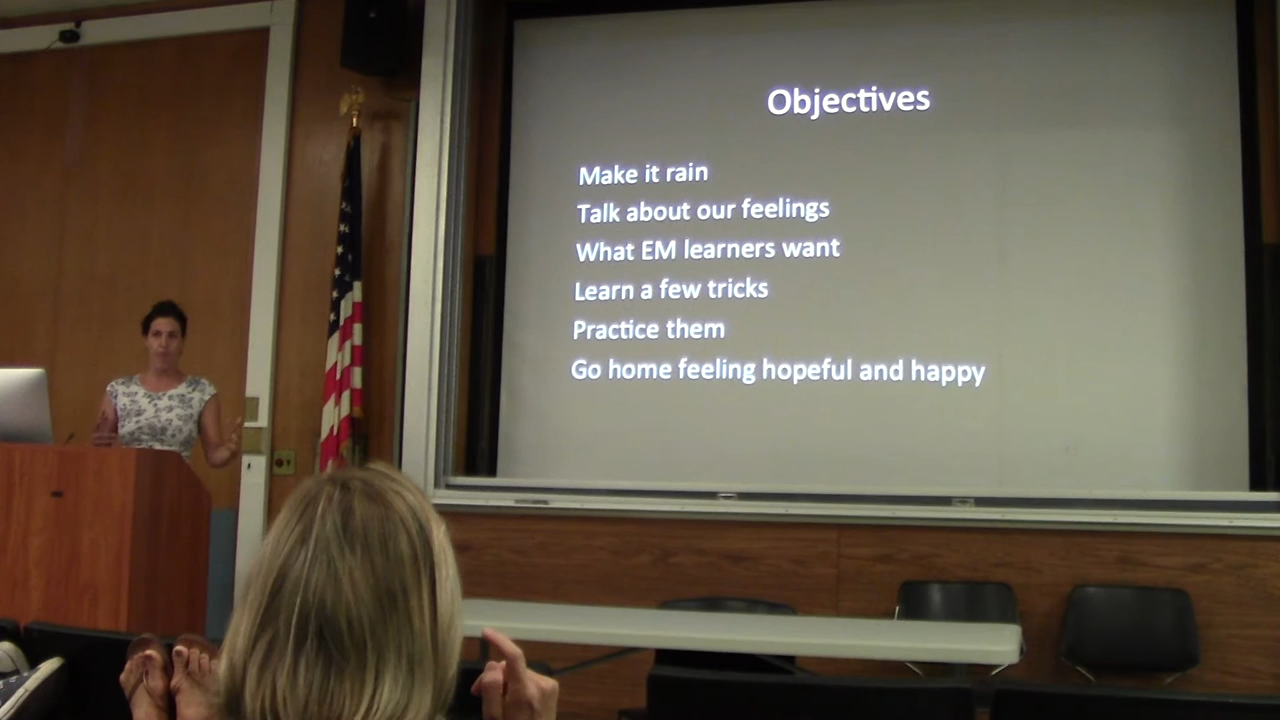 Objectives
Make it rain
Talk about our feelings
What EM learners want
Learn a few tricks
Practice them
Go home feeling hopeful and happy